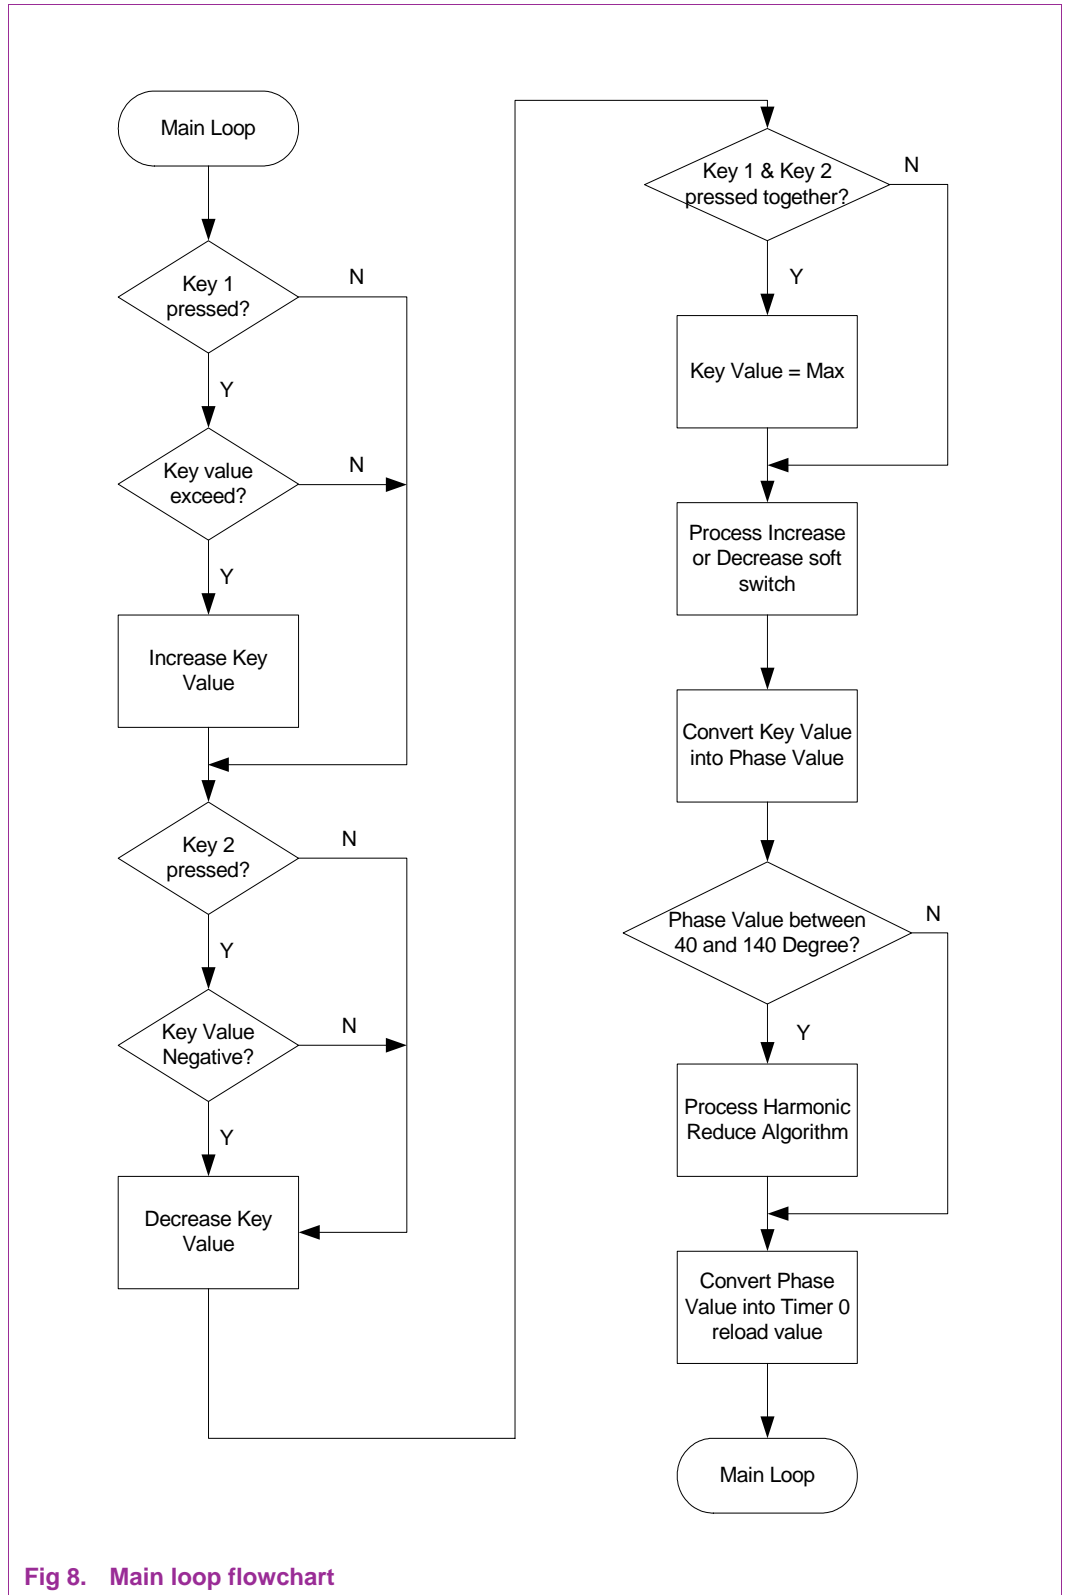 Main Loop
Key 1
pressed?
N
Y
Key value
exceed?
N
Y
Increase Key
Value
Key 2
pressed?
N
Y
Key Value
Negative?
N
Y
Decrease Key
Value
Key 1 & Key 2
pressed together?
N
Y
Key Value = Max
Process Increase
or Decrease soft
switch
Convert Key Value
into Phase Value
Phase Value between
40 and 140 Degree?
N
Y
Process Harmonic
Reduce Algorithm
Convert Phase
Value into Timer 0
reload value
Main Loop
Fig 8. Main loop flowchart